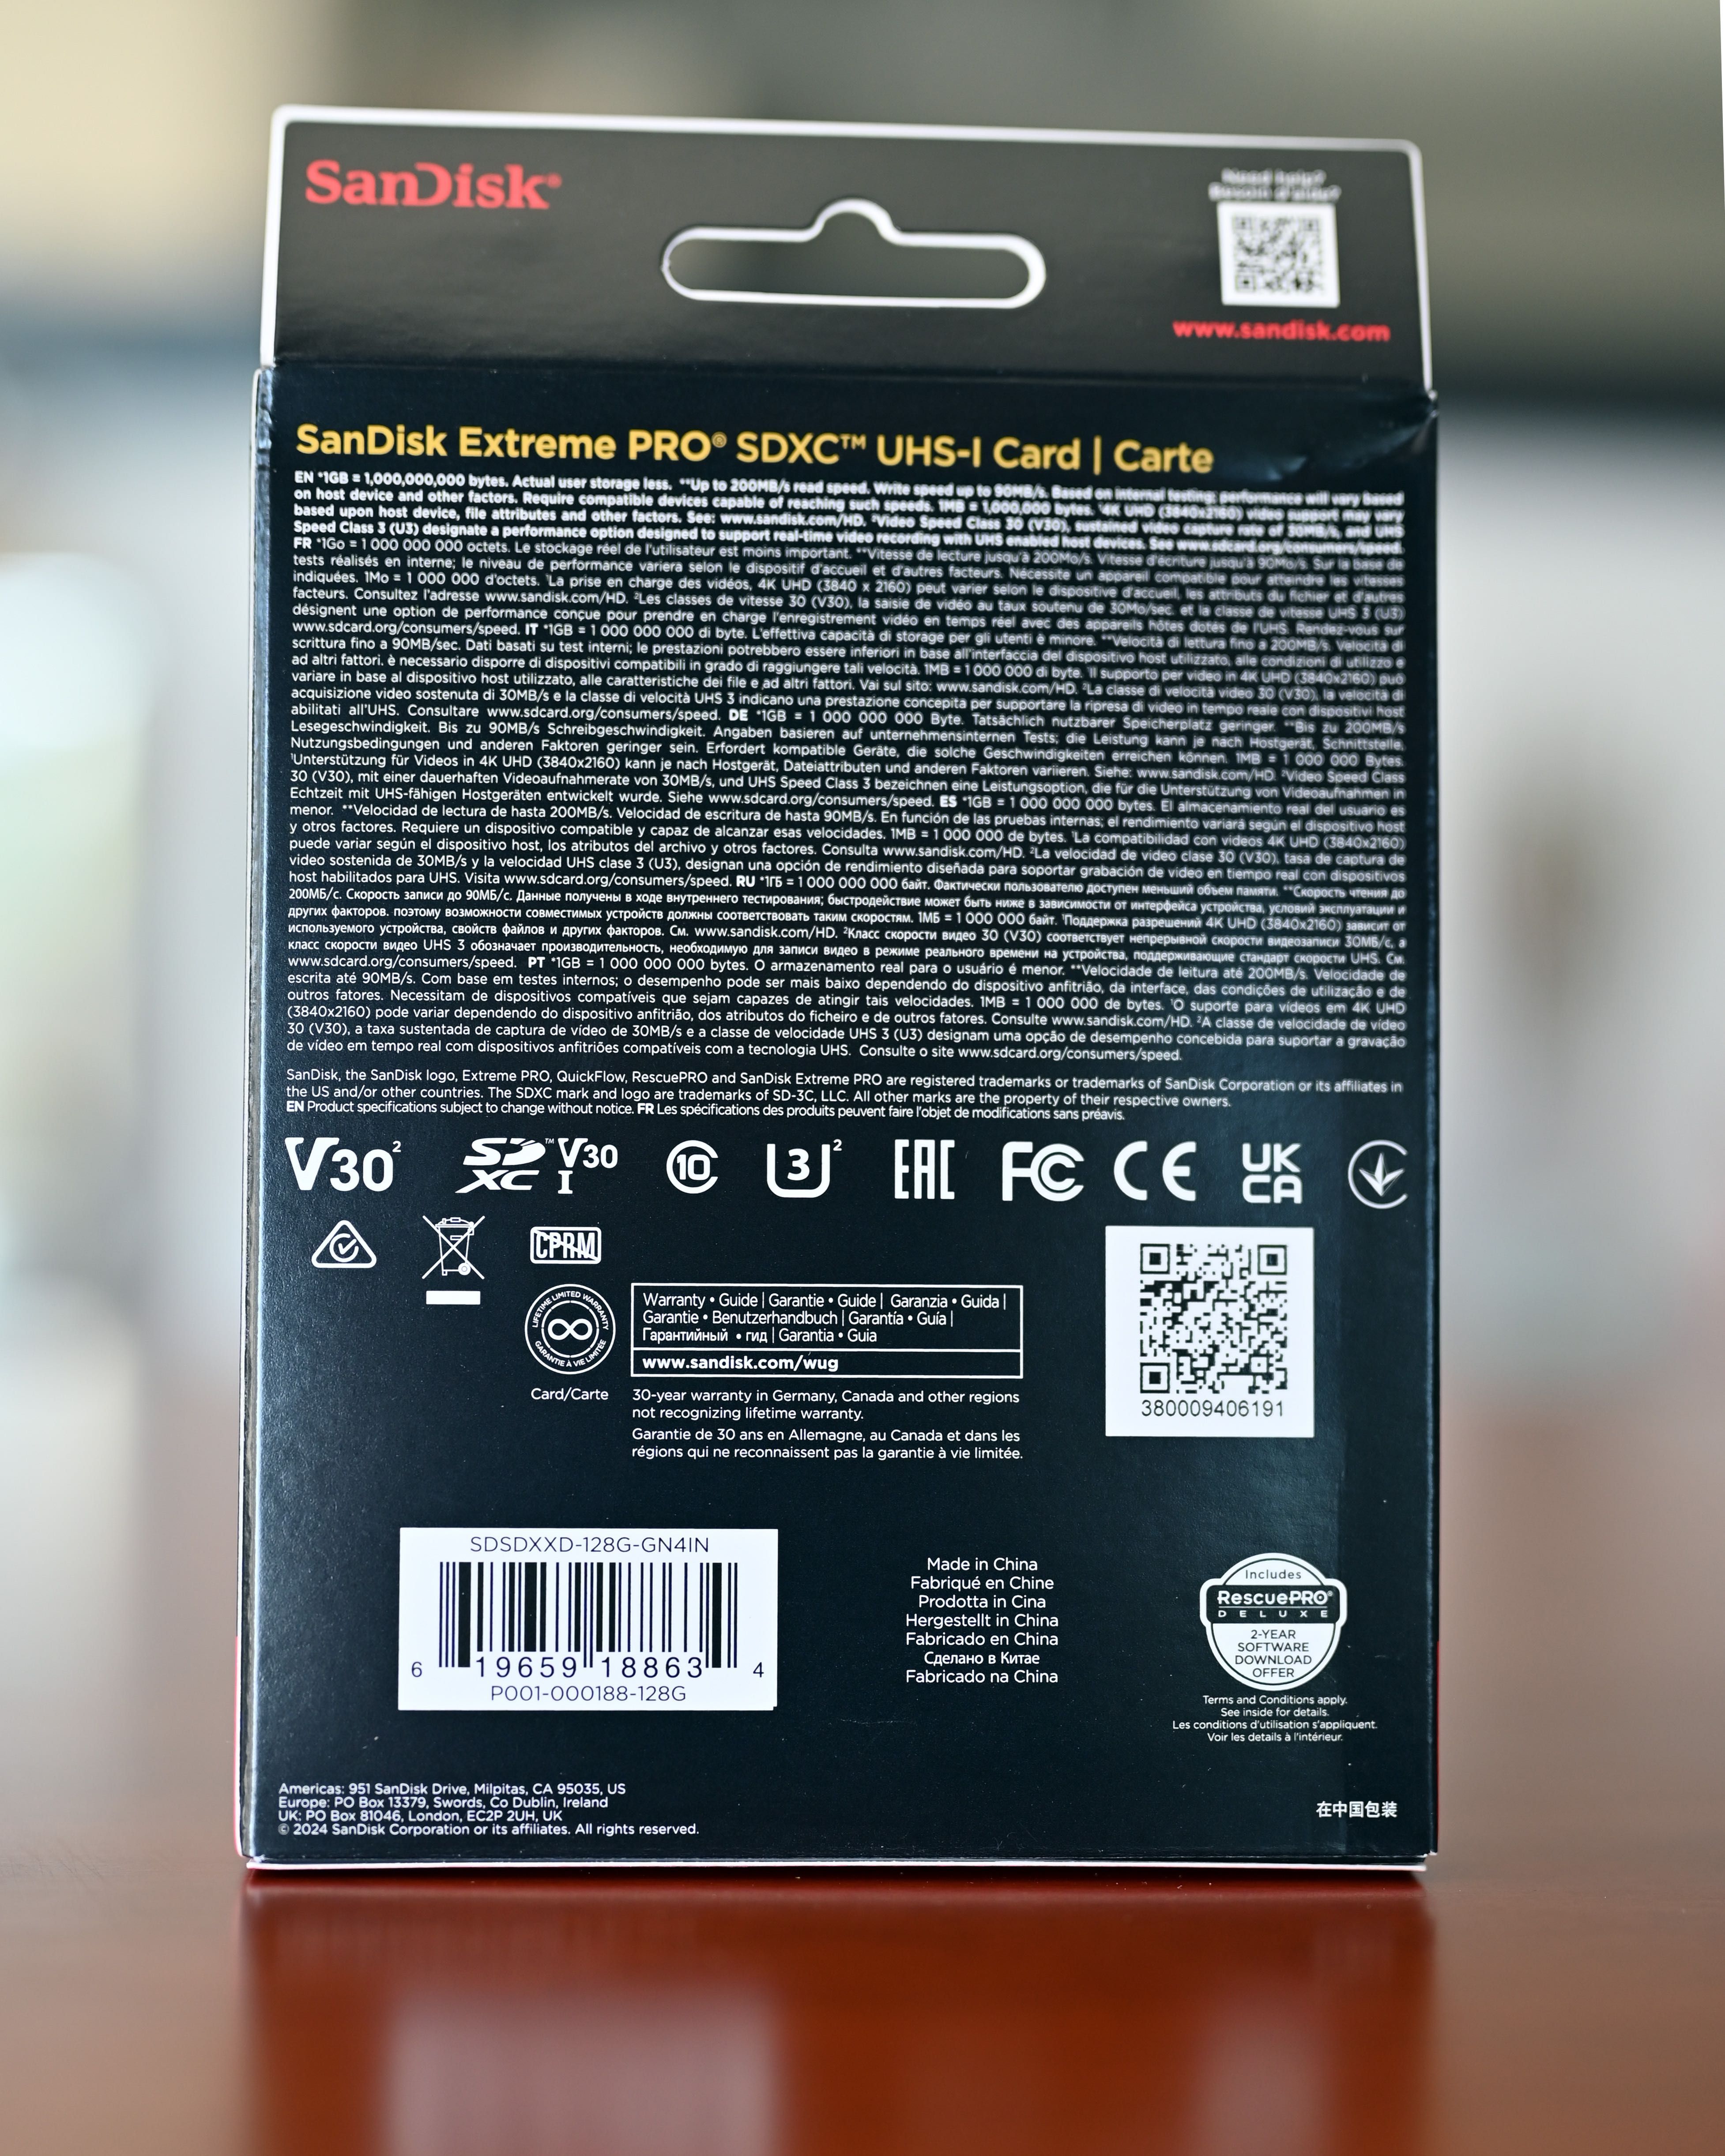 SanDisk®
Need help?
Besoin d'aide?
www.sandisk.com
SanDisk Extreme PRO® SDXC™ UHS-I Card | Carte
EN *1GB = 1,000,000,000 bytes. Actual user storage less. **Up to 200MB/s read speed. Write speed up to 90MB/s. Based on internal testing; performance will vary based
on host device and other factors. Require compatible devices capable of reaching such speeds. 1MB = 1,000,000 bytes. ¹4K UHD (3840x2160) video support may vary
based upon host device, file attributes and other factors. See: www.sandisk.com/HD. ²Video Speed Class 30 (V30), sustained video capture rate of 30MB/s, and UHS
Speed Class 3 (U3) designate a performance option designed to support real-time video recording with UHS enabled host devices. See www.sdcard.org/consumers/speed.
FR *1Go = 1 000 000 000 octets. Le stockage réel de l'utilisateur est moins important. **Vitesse de lecture jusqu'à 200Mo/s. Vitesse d'écriture jusqu'à 90Mo/s. Sur la base de
tests réalisés en interne; le niveau de performance variera selon le dispositif d'accueil et d'autres facteurs. Nécessite un appareil compatible pour atteindre les vitesses
indiquées. 1Mo = 1 000 000 d'octets. ¹La prise en charge des vidéos, 4K UHD (3840 x 2160) peut varier selon le dispositive d'accueil, les attributs du fichier et d'autres
facteurs. Consultez l'adresse www.sandisk.com/HD. ²Les classes de vitesse 30 (V30), la saisie de vidéo au taux soutenu de 30Mo/sec. et la classe de vitesse UHS 3 (U3)
désignent une option de performance conçue pour prendre en charge l'enregistrement vidéo en temps réel avec des appareils hôtes dotés de l'UHS. Rendez-vous sur
www.sdcard.org/consumers/speed. IT *1GB = 1 000 000 000 di byte. L'effettiva capacità di storage per gli utenti è minore. **Velocità di lettura fino a 200MB/s. Velocità di
scrittura fino a 90MB/sec. Dati basati su test interni; le prestazioni potrebbero essere inferiori in base all'interfaccia del dispositivo host utilizzato, alle condizioni di utilizzo e
ad altri fattori. è necessario disporre di dispositivi compatibili in grado di raggiungere tali velocità. 1MB = 1 000 000 di byte. ¹Il supporto per video in 4K UHD (3840x2160) può
variare in base al dispositivo host utilizzato, alle caratteristiche dei file e ad altri fattori. Vai sul sito: www.sandisk.com/HD. ²La classe di velocità video 30 (V30), la velocità di
acquisizione video sostenuta di 30MB/s e la classe di velocità UHS 3 indicano una prestazione concepita per supportare la ripresa di video in tempo reale con dispositivi host
abilitati all'UHS. Consultare www.sdcard.org/consumers/speed. DE *1GB = 1 000 000 000 Byte. Tatsächlich nutzbarer Speicherplatz geringer. **Bis zu 200MB/s
Lesegeschwindigkeit. Bis zu 90MB/s Schreibgeschwindigkeit. Angaben basieren auf unternehmensinternen Tests; die Leistung kann je nach Hostgerät, Schnittstelle,
Nutzungsbedingungen und anderen Faktoren geringer sein. Erfordert kompatible Geräte, die solche Geschwindigkeiten erreichen können. 1MB = 1 000 000 Bytes.
¹Unterstützung für Videos in 4K UHD (3840x2160) kann je nach Hostgerät, Dateiattributen und anderen Faktoren variieren. Siehe: www.sandisk.com/HD. ²Video Speed Class
30 (V30), mit einer dauerhaften Videoaufnahmerate von 30MB/s, und UHS Speed Class 3 bezeichnen eine Leistungsoption, die für die Unterstützung von Videoaufnahmen in
Echtzeit mit UHS-fähigen Hostgeräten entwickelt wurde. Siehe www.sdcard.org/consumers/speed. ES *1GB = 1 000 000 000 bytes. El almacenamiento real del usuario es
menor. **Velocidad de lectura de hasta 200MB/s. Velocidad de escritura de hasta 90MB/s. En función de las pruebas internas; el rendimiento variará según el dispositivo host
y otros factores. Requiere un dispositivo compatible y capaz de alcanzar esas velocidades. 1MB = 1 000 000 de bytes. ¹La compatibilidad con videos 4K UHD (3840x2160)
puede variar según el dispositivo host, los atributos del archivo y otros factores. Consulta www.sandisk.com/HD. ²La velocidad de video clase 30 (V30), tasa de captura de
video sostenida de 30MB/s y la velocidad UHS clase 3 (U3), designan una opción de rendimiento diseñada para soportar grabación de video en tiempo real con dispositivos
host habilitados para UHS. Visita www.sdcard.org/consumers/speed. RU *1ГБ = 1 000 000 000 байт. Фактически пользователю доступен меньший объем памяти. **Скорость чтения до
200МБ/с. Скорость записи до 90МБ/с. Данные получены в ходе внутреннего тестирования; быстродействие может быть ниже в зависимости от интерфейса устройства, условий эксплуатации и
других факторов. поэтому возможности совместимых устройств должны соответствовать таким скоростям. 1МБ = 1 000 000 байт. ¹Поддержка разрешений 4K UHD (3840x2160) зависит от
используемого устройства, свойств файлов и других факторов. См. www.sandisk.com/HD. ²Класс скорости видео 30 (V30) соответствует непрерывной скорости видеозаписи 30МБ/с, а
класс скорости видео UHS 3 обозначает производительность, необходимую для записи видео в режиме реального времени на устройства, поддерживающие стандарт скорости UHS. См.
www.sdcard.org/consumers/speed. PT *1GB = 1 000 000 000 bytes. O armazenamento real para o usuário é menor. **Velocidade de leitura até 200MB/s. Velocidade de
escrita até 90MB/s. Com base em testes internos; o desempenho pode ser mais baixo dependendo do dispositivo anfitrião, da interface, das condições de utilização e de
outros fatores. Necessitam de dispositivos compatíveis que sejam capazes de atingir tais velocidades. 1MB = 1 000 000 de bytes. ¹O suporte para vídeos em 4K UHD
(3840x2160) pode variar dependendo do dispositivo anfitrião, dos atributos do ficheiro e de outros fatores. Consulte www.sandisk.com/HD. ²A classe de velocidade de vídeo
30 (V30), a taxa sustentada de captura de vídeo de 30MB/s e a classe de velocidade UHS 3 (U3) designam uma opção de desempenho concebida para suportar a gravação
de vídeo em tempo real com dispositivos anfitriões compatíveis com a tecnologia UHS. Consulte o site www.sdcard.org/consumers/speed.
SanDisk, the SanDisk logo, Extreme PRO, QuickFlow, RescuePRO and SanDisk Extreme PRO are registered trademarks or trademarks of SanDisk Corporation or its affiliates in
the US and/or other countries. The SDXC mark and logo are trademarks of SD-3C, LLC. All other marks are the property of their respective owners.
EN Product specifications subject to change without notice. FR Les spécifications des produits peuvent faire l'objet de modifications sans préavis.
V30² SD XC™ I V30 10 U3² EAC FC CE UK CA
CPRM
LIFETIME LIMITED WARRANTY
GARANTIE À VIE LIMITÉE
Card/Carte
Warranty • Guide | Garantie • Guide | Garanzia • Guida |
Garantie • Benutzerhandbuch | Garantía • Guía |
Гарантийный • гид | Garantia • Guia
www.sandisk.com/wug
30-year warranty in Germany, Canada and other regions
not recognizing lifetime warranty.
Garantie de 30 ans en Allemagne, au Canada et dans les
régions qui ne reconnaissent pas la garantie à vie limitée.
380009406191
SDSDXXD-128G-GN4IN
6 19659 18863 4
P001-000188-128G
Made in China
Fabriqué en Chine
Prodotta in Cina
Hergestellt in China
Fabricado en China
Сделано в Китае
Fabricado na China
Includes
RescuePRO®
DELUXE
2-YEAR
SOFTWARE
DOWNLOAD
OFFER
Terms and Conditions apply.
See inside for details.
Les conditions d'utilisation s'appliquent.
Voir les détails à l'intérieur.
Americas: 951 SanDisk Drive, Milpitas, CA 95035, US
Europe: PO Box 13379, Swords, Co Dublin, Ireland
UK: PO Box 81046, London, EC2P 2UH, UK
© 2024 SanDisk Corporation or its affiliates. All rights reserved.
在中国包装